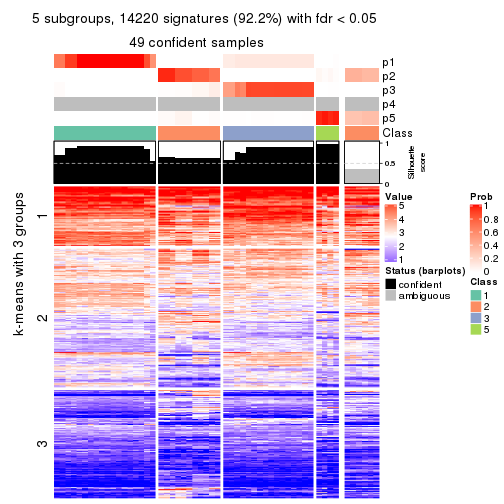 5 subgroups, 14220 signatures (92.2%) with fdr < 0.05
49 confident samples
p1
p2
p3
p4
p5
Class
1
0.5
0
Silhouette
score
k-means with 3 groups
1
2
3
Value
5
4
3
2
1
Status (barplots)
confident
ambiguous
Prob
1
0.8
0.6
0.4
0.2
0
Class
1
2
3
5